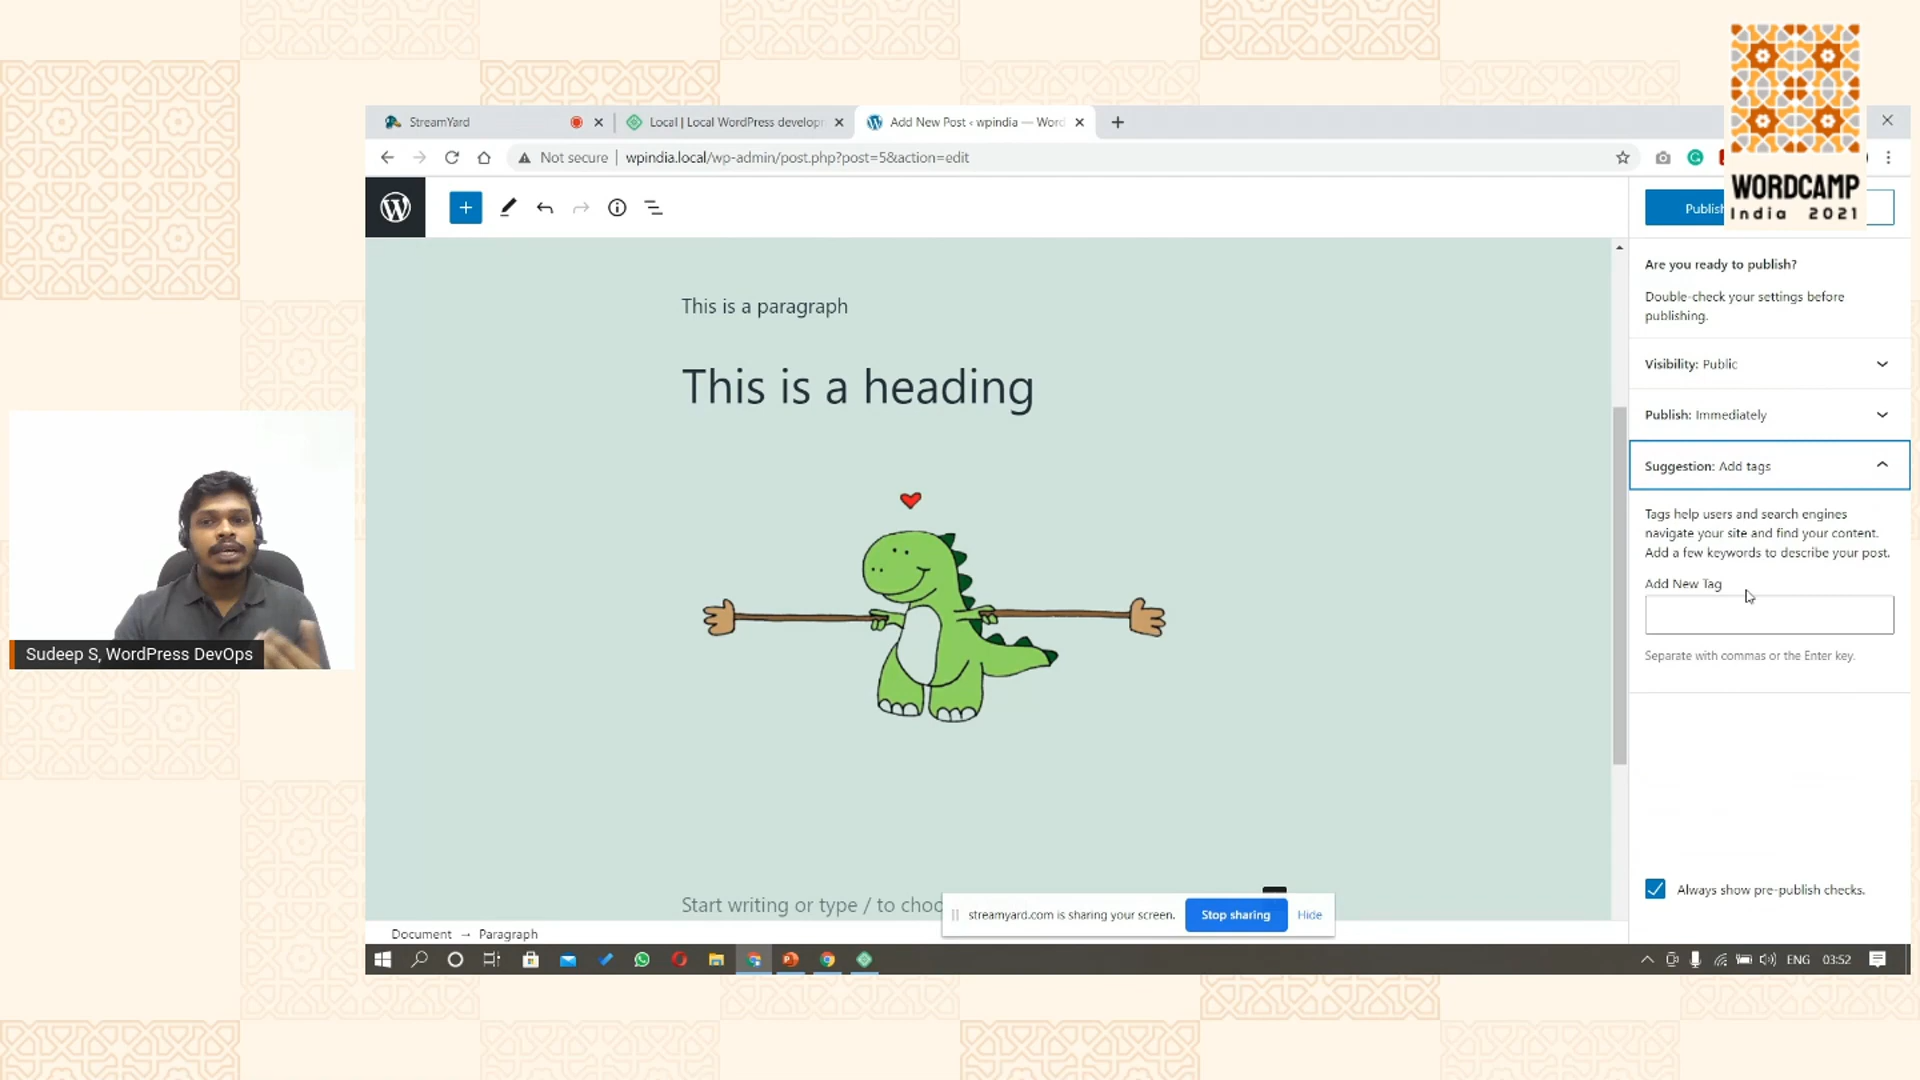 StreamYard
Local | Local WordPress developr
Add New Post ‹ wpindia — Word
Not secure
wpindia.local/wp-admin/post.php?post=5&action=edit
WORDCAMP
India 2021
Publish
Are you ready to publish?
Double-check your settings before
publishing.
Visibility: Public
Publish: Immediately
Suggestion: Add tags
Tags help users and search engines
navigate your site and find your content.
Add a few keywords to describe your post.
Add New Tag
Separate with commas or the Enter key.
Always show pre-publish checks.
This is a paragraph
This is a heading
Start writing or type / to choo
Sudeep S, WordPress DevOps
streamyard.com is sharing your screen.
Stop sharing
Hide
Document → Paragraph
ENG
03:52